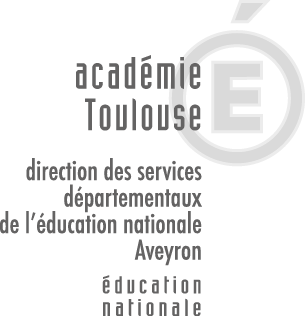 académie
Toulouse
É
direction des services
départementaux
de l'éducation nationale
Aveyron
éducation
nationale